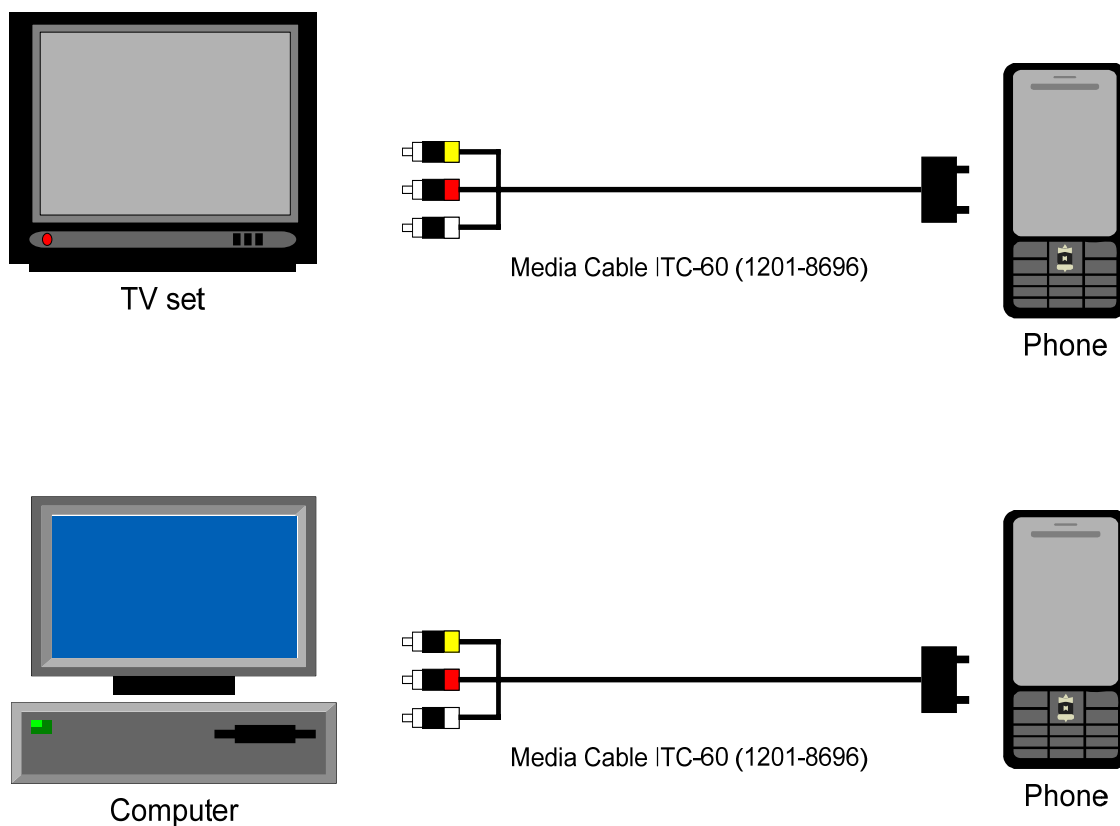 TV set
Media Cable ITC-60 (1201-8696)
Phone
Computer
Media Cable ITC-60 (1201-8696)
Phone